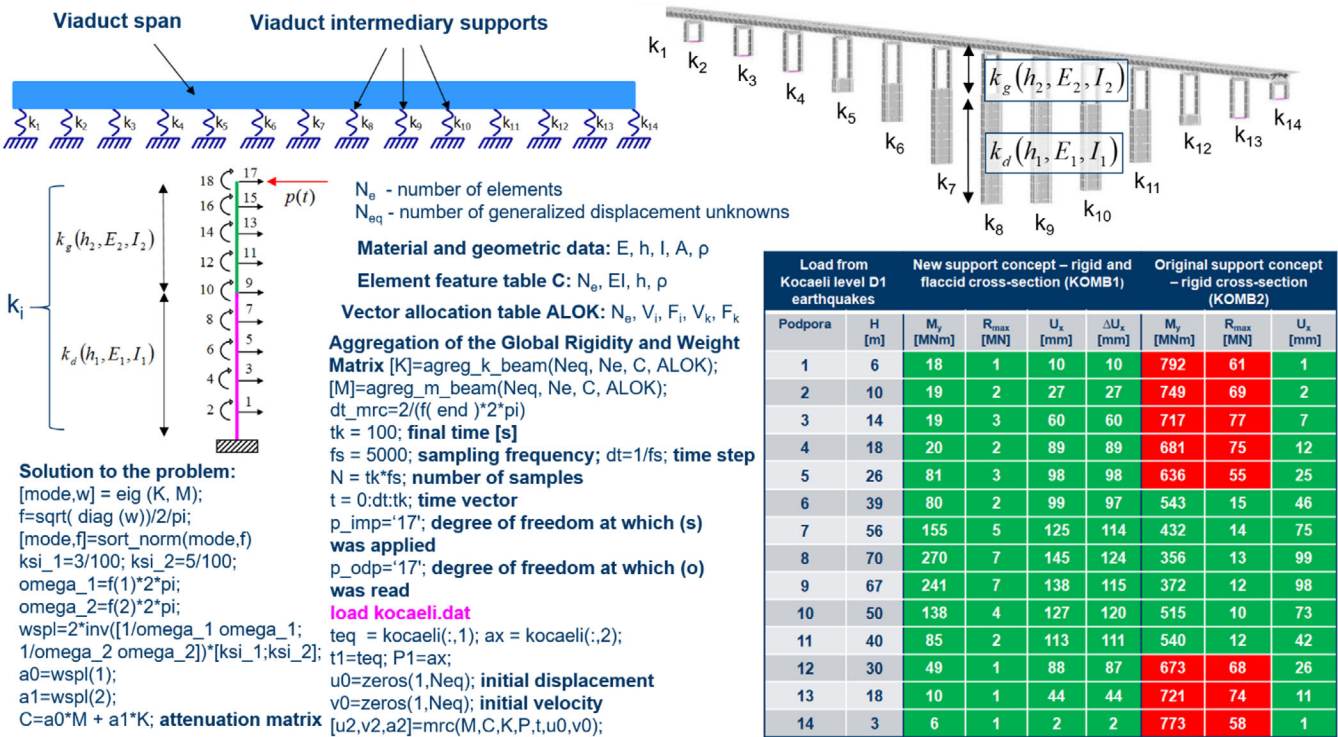 Viaduct span
Viaduct intermediary supports
k1 k2 k3 k4 k5 k6 k7 k8 k9 k10 k11 k12 k13 k14
k1
k2
k3
k4
k5
k6
k7
k8
k9
k10
k11
k12
k13
k14
kg(h2, E2, I2)
kd(h1, E1, I1)
18 17
p(t)
16 15
14 13
12 11
10 9
8 7
6 5
4 3
2 1
kg(h2, E2, I2)
ki
kd(h1, E1, I1)
Ne - number of elements
Neq - number of generalized displacement unknowns
Material and geometric data: E, h, I, A, ρ
Element feature table C: Ne, EI, h, ρ
Vector allocation table ALOK: Ne, Vi, Fi, Vk, Fk
Aggregation of the Global Rigidity and Weight
Matrix [K]=agreg_k_beam(Neq, Ne, C, ALOK);
[M]=agreg_m_beam(Neq, Ne, C, ALOK);
dt_mrc=2/(f( end )*2*pi)
tk = 100; final time [s]
fs = 5000; sampling frequency; dt=1/fs; time step
N = tk*fs; number of samples
t = 0:dt:tk; time vector
p_imp=‘17'; degree of freedom at which (s)
was applied
p_odp=‘17'; degree of freedom at which (o)
was read
load kocaeli.dat
teq = kocaeli(:,1); ax = kocaeli(:,2);
t1=teq; P1=ax;
u0=zeros(1,Neq); initial displacement
v0=zeros(1,Neq); initial velocity
[u2,v2,a2]=mrc(M,C,K,P,t,u0,v0);
Solution to the problem:
[mode,w] = eig (K, M);
f=sqrt( diag (w))/2/pi;
[mode,f]=sort_norm(mode,f)
ksi_1=3/100; ksi_2=5/100;
omega_1=f(1)*2*pi;
omega_2=f(2)*2*pi;
wspl=2*inv([1/omega_1 omega_1;
1/omega_2 omega_2])*[ksi_1;ksi_2];
a0=wspl(1);
a1=wspl(2);
C=a0*M + a1*K; attenuation matrix
Load from Kocaeli level D1 earthquakes
New support concept – rigid and flaccid cross-section (KOMB1)
Original support concept – rigid cross-section (KOMB2)
Podpora H [m] My [MNm] Rmax [MN] Ux [mm] ΔUx [mm] My [MNm] Rmax [MN] Ux [mm]
1 6 18 1 10 10 792 61 1
2 10 19 2 27 27 749 69 2
3 14 19 3 60 60 717 77 7
4 18 20 2 89 89 681 75 12
5 26 81 3 98 98 636 55 25
6 39 80 2 99 97 543 15 46
7 56 155 5 125 114 432 14 75
8 70 270 7 145 124 356 13 99
9 67 241 7 138 115 372 12 98
10 50 138 4 127 120 515 10 73
11 40 85 2 113 111 540 12 42
12 30 49 1 88 87 673 68 26
13 18 10 1 44 44 721 74 11
14 3 6 1 2 2 773 58 1